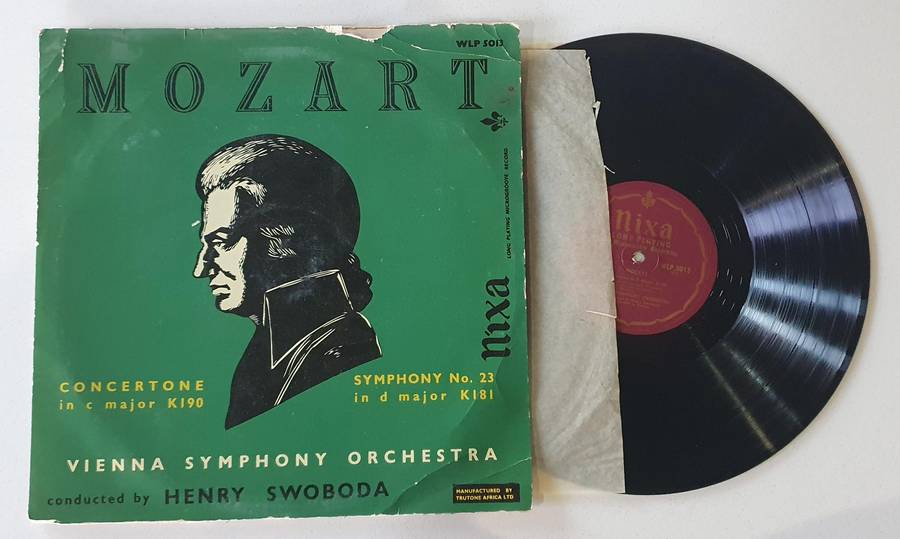 WLP 5013
MOZART
LONG PLAYING MICROGROOVE RECORD
nixa
CONCERTONE
in c major K190
SYMPHONY No. 23
in d major K181
VIENNA SYMPHONY ORCHESTRA
conducted by HENRY SWOBODA
MANUFACTURED BY
TRUTONE AFRICA LTD
Nixa
LONG PLAYING
WLP 5013
MOZART